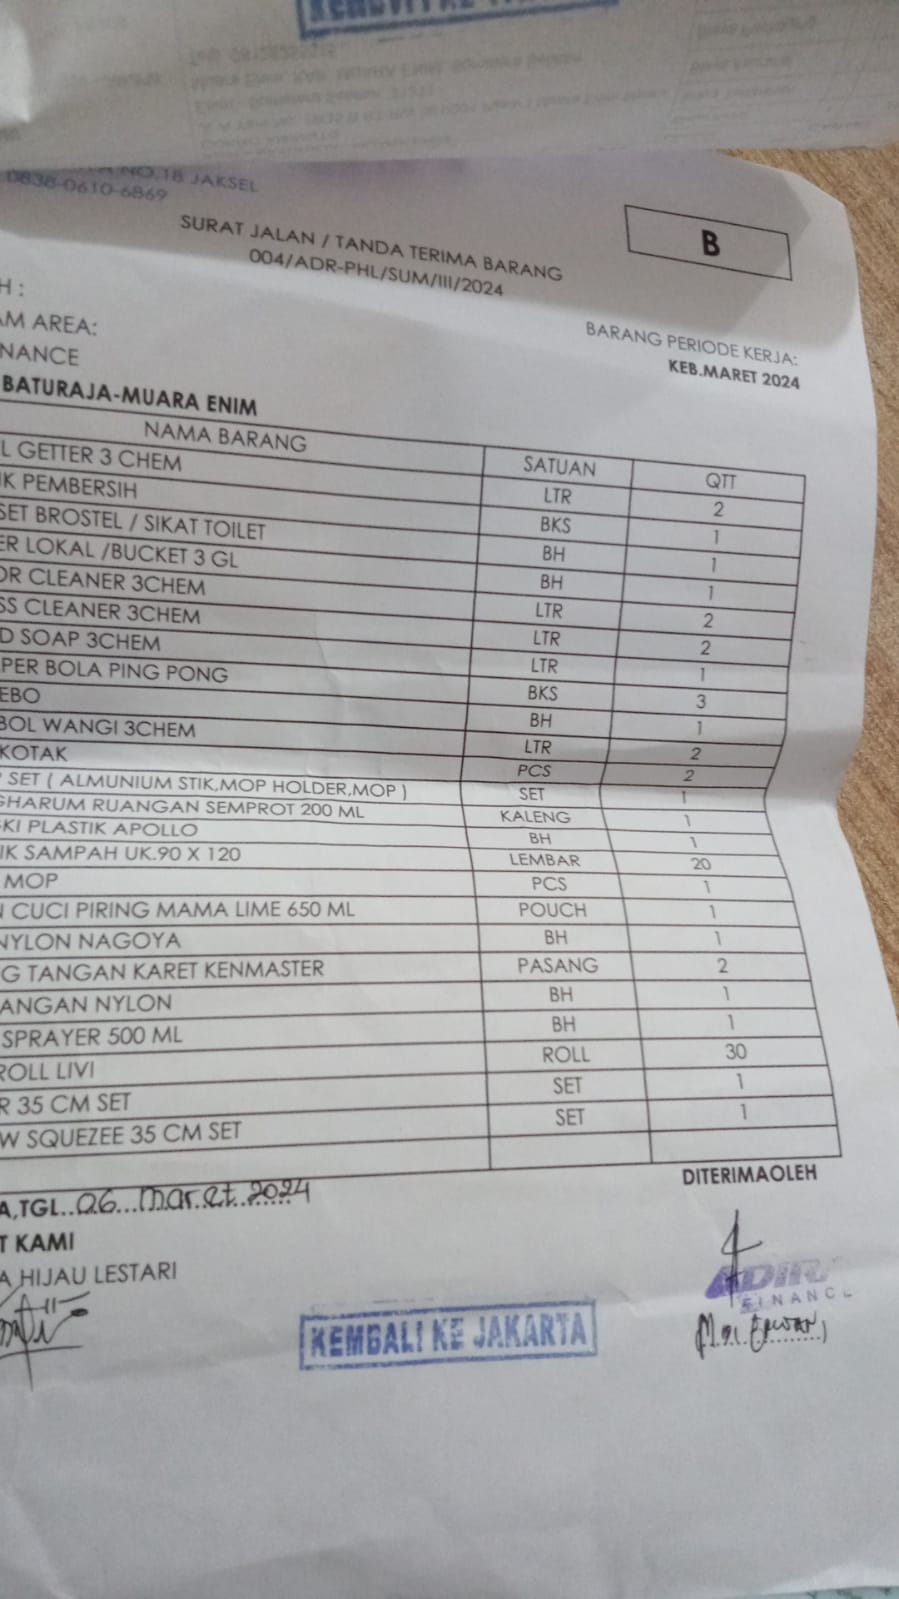 NO.18 JAKSEL
0838-0610-6869
SURAT JALAN / TANDA TERIMA BARANG
004/ADR-PHL/SUM/III/2024
B
H :
AM AREA:
NANCE
BATURAJA-MUARA ENIM
BARANG PERIODE KERJA:
KEB.MARET 2024
NAMA BARANG SATUAN QTT
L GETTER 3 CHEM LTR 2
IK PEMBERSIH BKS 1
SET BROSTEL / SIKAT TOILET BH 1
ER LOKAL /BUCKET 3 GL BH 1
OR CLEANER 3CHEM LTR 2
SS CLEANER 3CHEM LTR 2
D SOAP 3CHEM LTR 1
PER BOLA PING PONG BKS 3
EBO BH 1
BOL WANGI 3CHEM LTR 2
KOTAK PCS 2
SET ( ALMUNIUM STIK,MOP HOLDER,MOP ) SET 1
GHARUM RUANGAN SEMPROT 200 ML KALENG 1
KI PLASTIK APOLLO BH 1
IK SAMPAH UK.90 X 120 LEMBAR 20
MOP PCS 1
N CUCI PIRING MAMA LIME 650 ML POUCH 1
NYLON NAGOYA BH 1
G TANGAN KARET KENMASTER PASANG 2
ANGAN NYLON BH 1
SPRAYER 500 ML BH 1
ROLL LIVI ROLL 30
R 35 CM SET SET 1
W SQUEZEE 35 CM SET SET 1
A,TGL..06...maret.2024
DITERIMAOLEH
T KAMI
A HIJAU LESTARI
ADIRA
FINANCE
KEMBALI KE JAKARTA